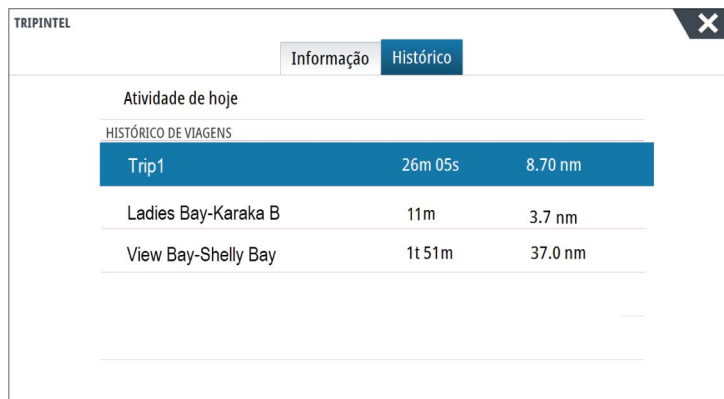 TRIPINTEL
Informação Histórico
Atividade de hoje
HISTÓRICO DE VIAGENS
Trip1 26m 05s 8.70 nm
Ladies Bay-Karaka B 11m 3.7 nm
View Bay-Shelly Bay 1t 51m 37.0 nm